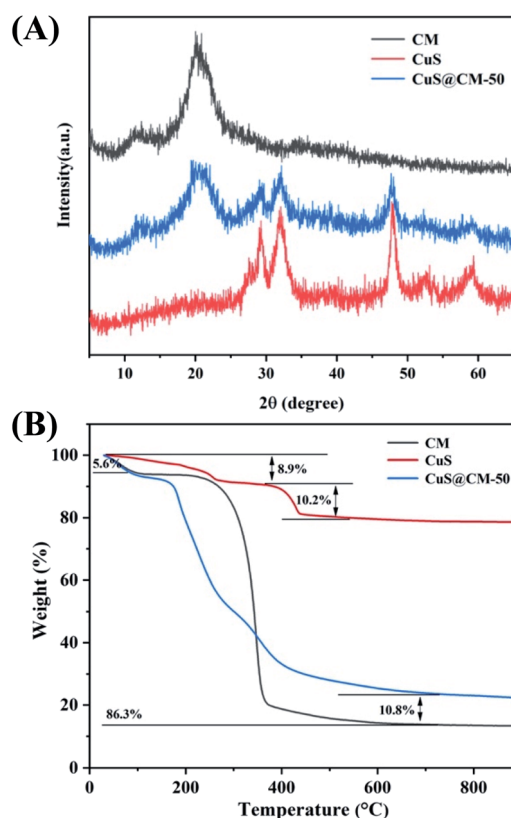 (A)
CM
CuS
CuS@CM-50
Intensity(a.u.)
10 20 30 40 50 60
2θ (degree)
(B)
CM
CuS
CuS@CM-50
100
80
60
40
20
0
Weight (%)
5.6%
8.9%
10.2%
86.3%
10.8%
0 200 400 600 800
Temperature (°C)